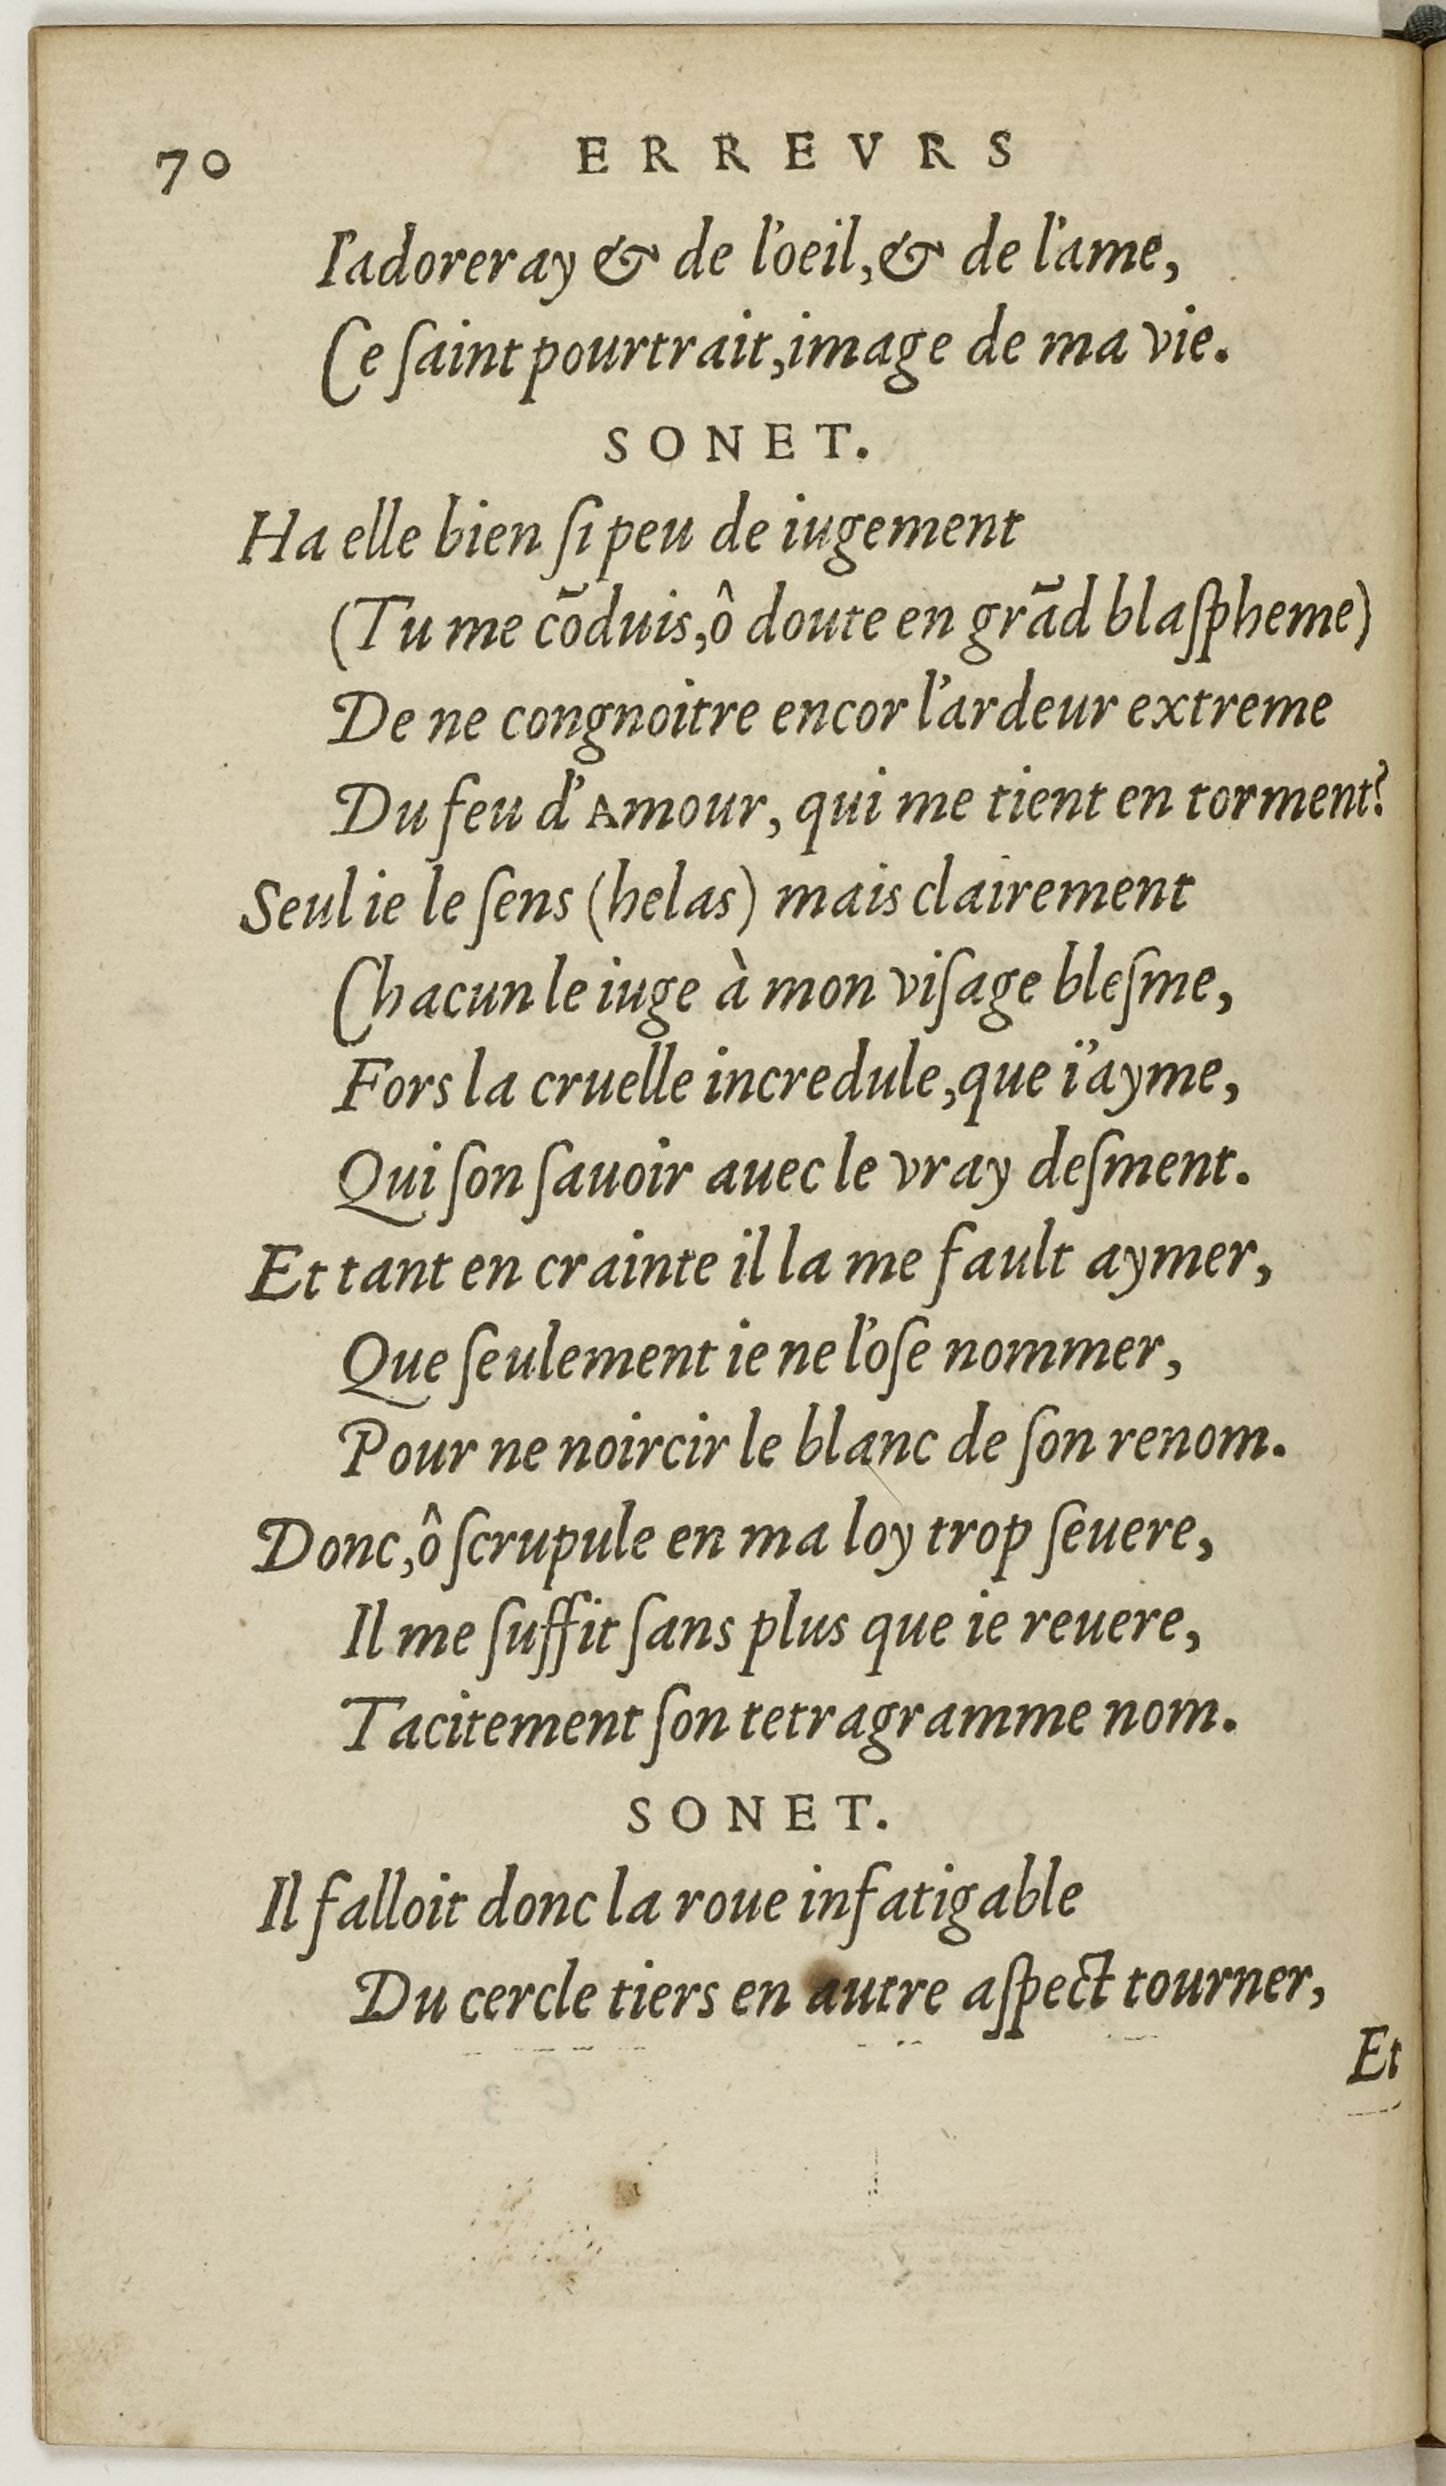 70 ERREVRS
I'adoreray & de l'oeil,& de l'ame,
Ce ſaint pourtrait,image de ma vie.
SONET.
Ha elle bien ſi peu de iugement
(Tu me cōduis,ô doute en grād blaſpheme)
De ne congnoitre encor l'ardeur extreme
Du feu d'Amour, qui me tient en torment?
Seul ie le ſens (helas) mais clairement
Chacun le iuge à mon viſage bleſme,
Fors la cruelle incredule,que i'ayme,
Qui ſon ſauoir auec le vray deſment.
Et tant en crainte il la me fault aymer,
Que ſeulement ie ne l'oſe nommer,
Pour ne noircir le blanc de ſon renom.
Donc,ô ſcrupule en ma loy trop ſeuere,
Il me ſuffit ſans plus que ie reuere,
Tacitement ſon tetragramme nom.
SONET.
Il falloit donc la roue infatigable
Du cercle tiers en autre aſpect tourner,
Et